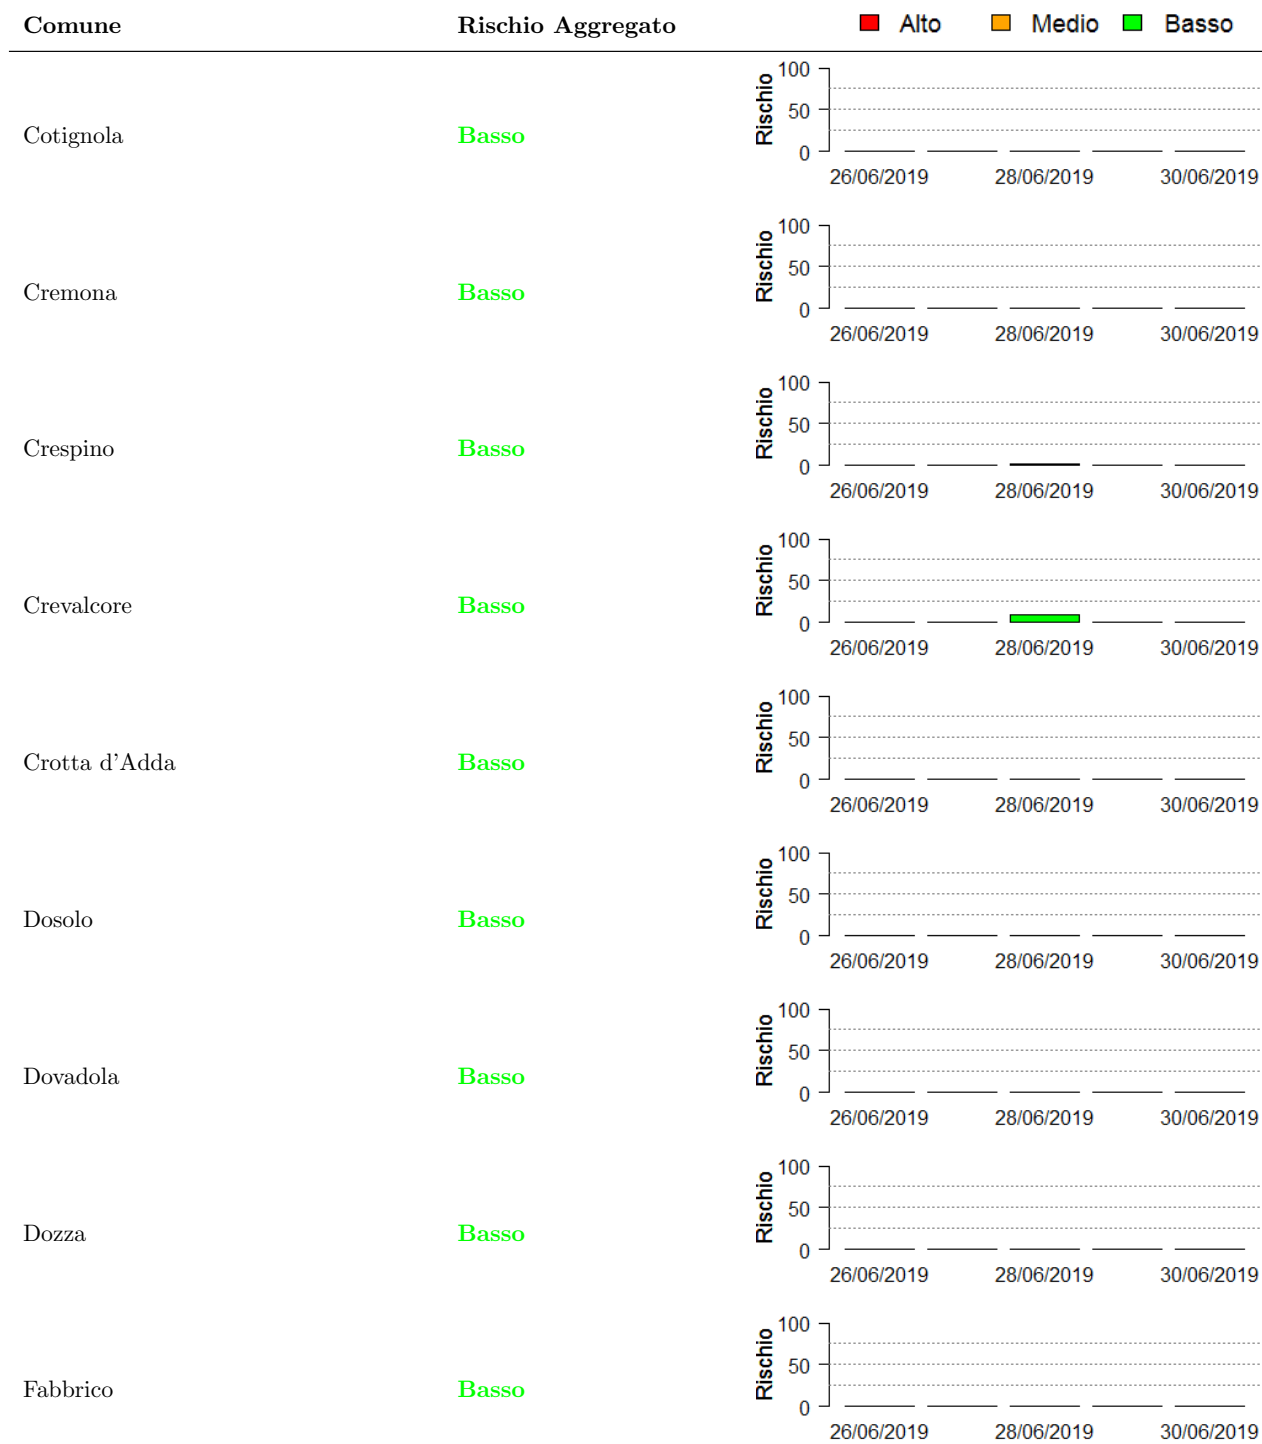 Comune Rischio Aggregato Alto Medio Basso
Cotignola Basso Rischio 100 50 0
26/06/2019 28/06/2019 30/06/2019
Cremona Basso Rischio 100 50 0
26/06/2019 28/06/2019 30/06/2019
Crespino Basso Rischio 100 50 0
26/06/2019 28/06/2019 30/06/2019
Crevalcore Basso Rischio 100 50 0
26/06/2019 28/06/2019 30/06/2019
Crotta d'Adda Basso Rischio 100 50 0
26/06/2019 28/06/2019 30/06/2019
Dosolo Basso Rischio 100 50 0
26/06/2019 28/06/2019 30/06/2019
Dovadola Basso Rischio 100 50 0
26/06/2019 28/06/2019 30/06/2019
Dozza Basso Rischio 100 50 0
26/06/2019 28/06/2019 30/06/2019
Fabbrico Basso Rischio 100 50 0
26/06/2019 28/06/2019 30/06/2019